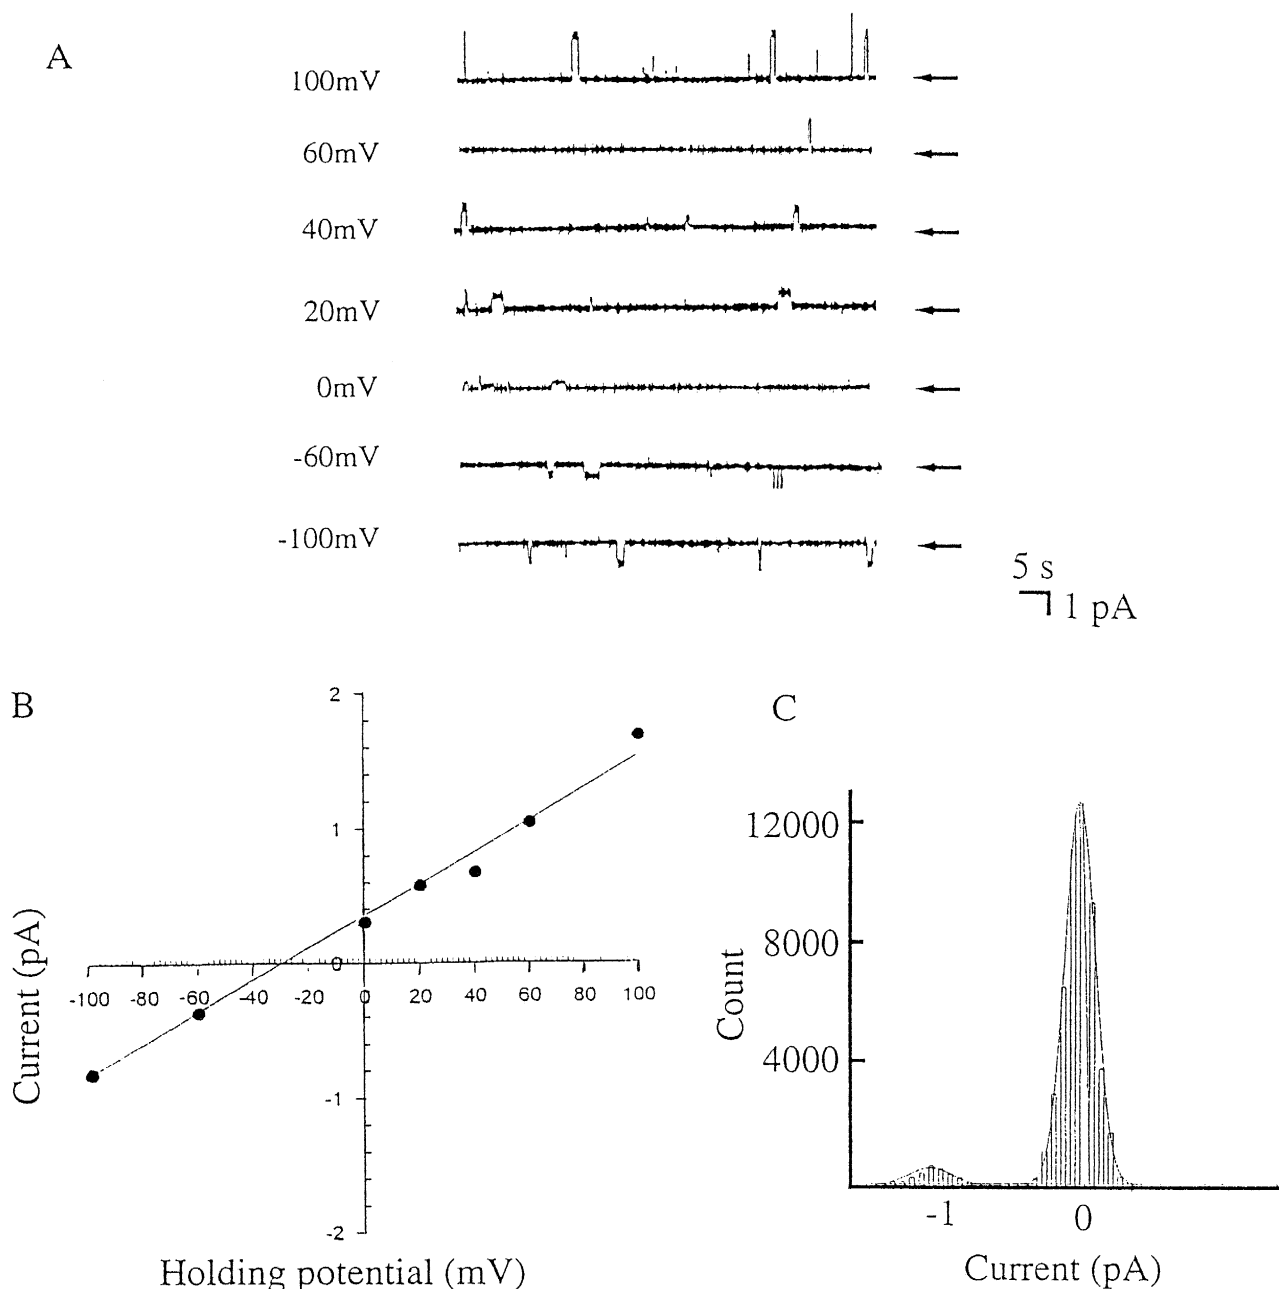 A
100mV
60mV
40mV
20mV
0mV
-60mV
-100mV
5 s
1 pA
B
2
1
0
-1
-2
-100 -80 -60 -40 -20 0 20 40 60 80 100
Current (pA)
Holding potential (mV)
C
12000
8000
4000
Count
-1 0
Current (pA)